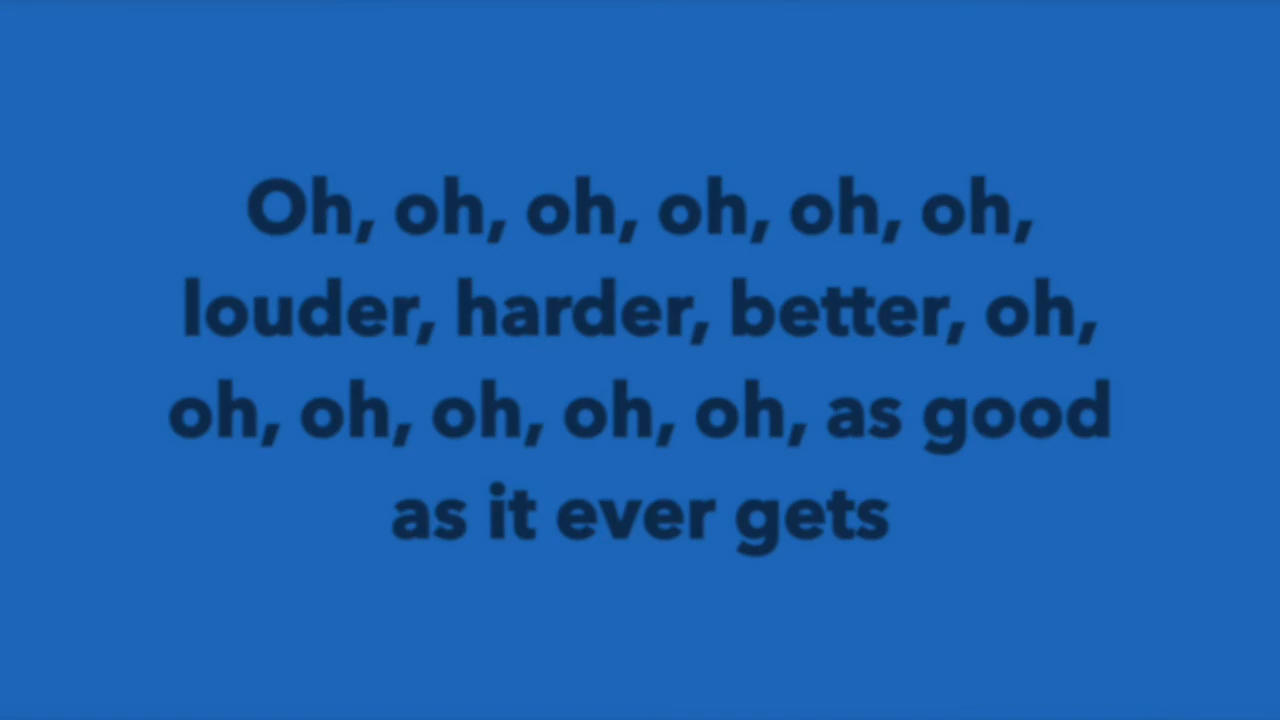 Oh, oh, oh, oh, oh, oh,
louder, harder, better, oh,
oh, oh, oh, oh, oh, as good
as it ever gets